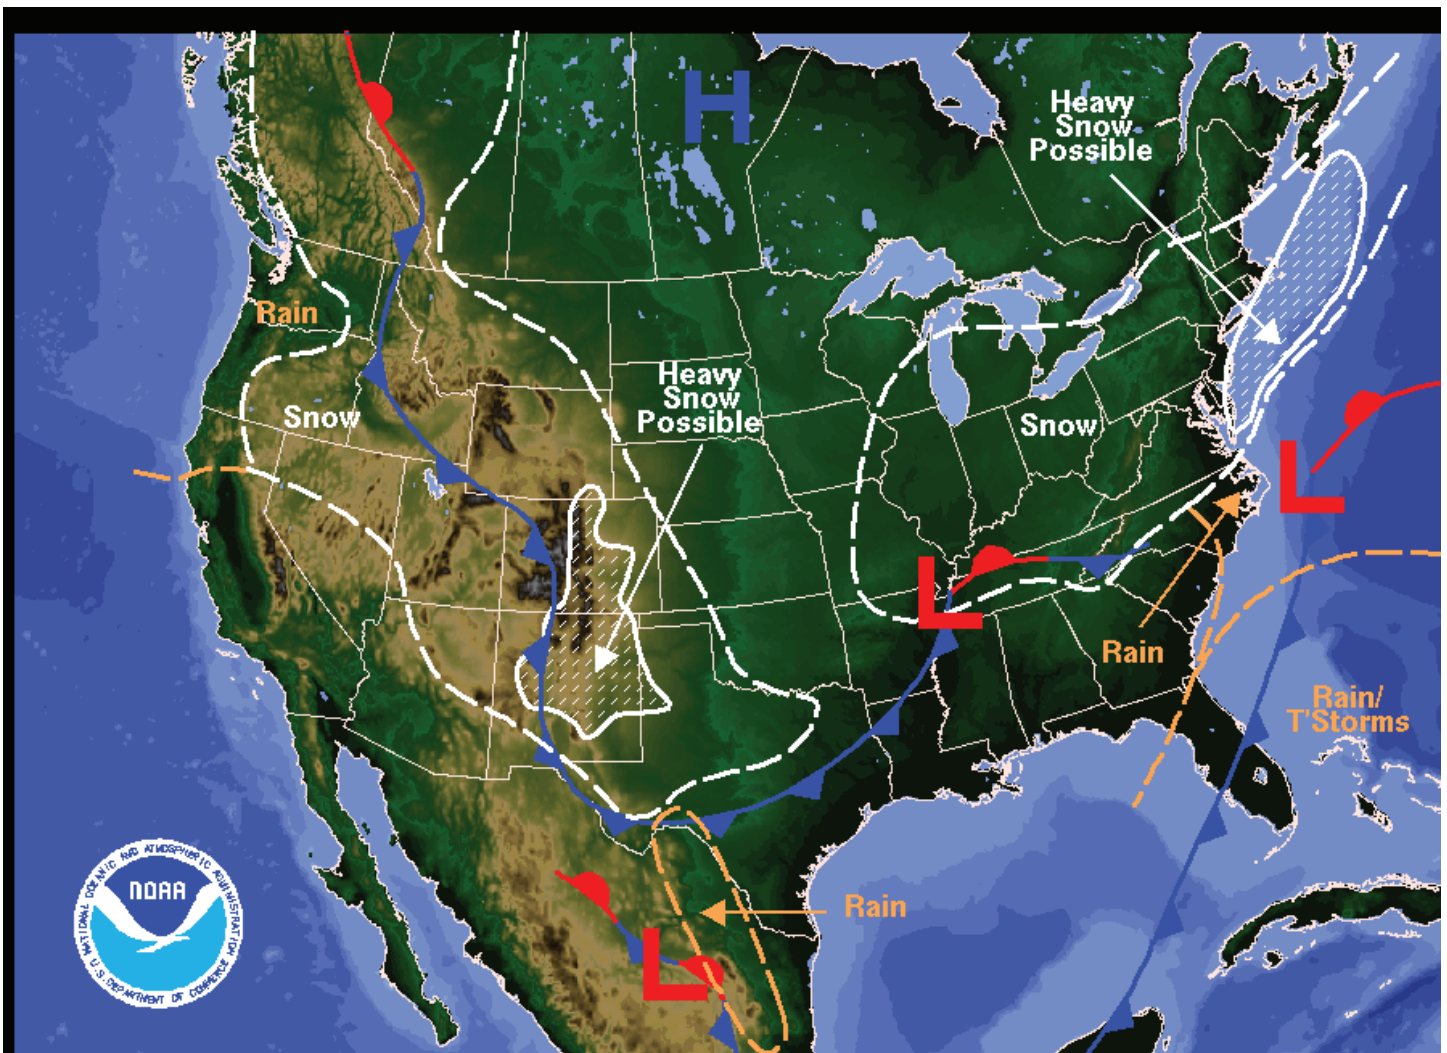 H
Heavy
Snow
Possible
Rain
Heavy
Snow
Possible
Snow
Snow
L
L
Rain
Rain/
T'Storms
Rain
L
NATIONAL OCEANIC AND ATMOSPHERIC ADMINISTRATION
NOAA
U.S. DEPARTMENT OF COMMERCE